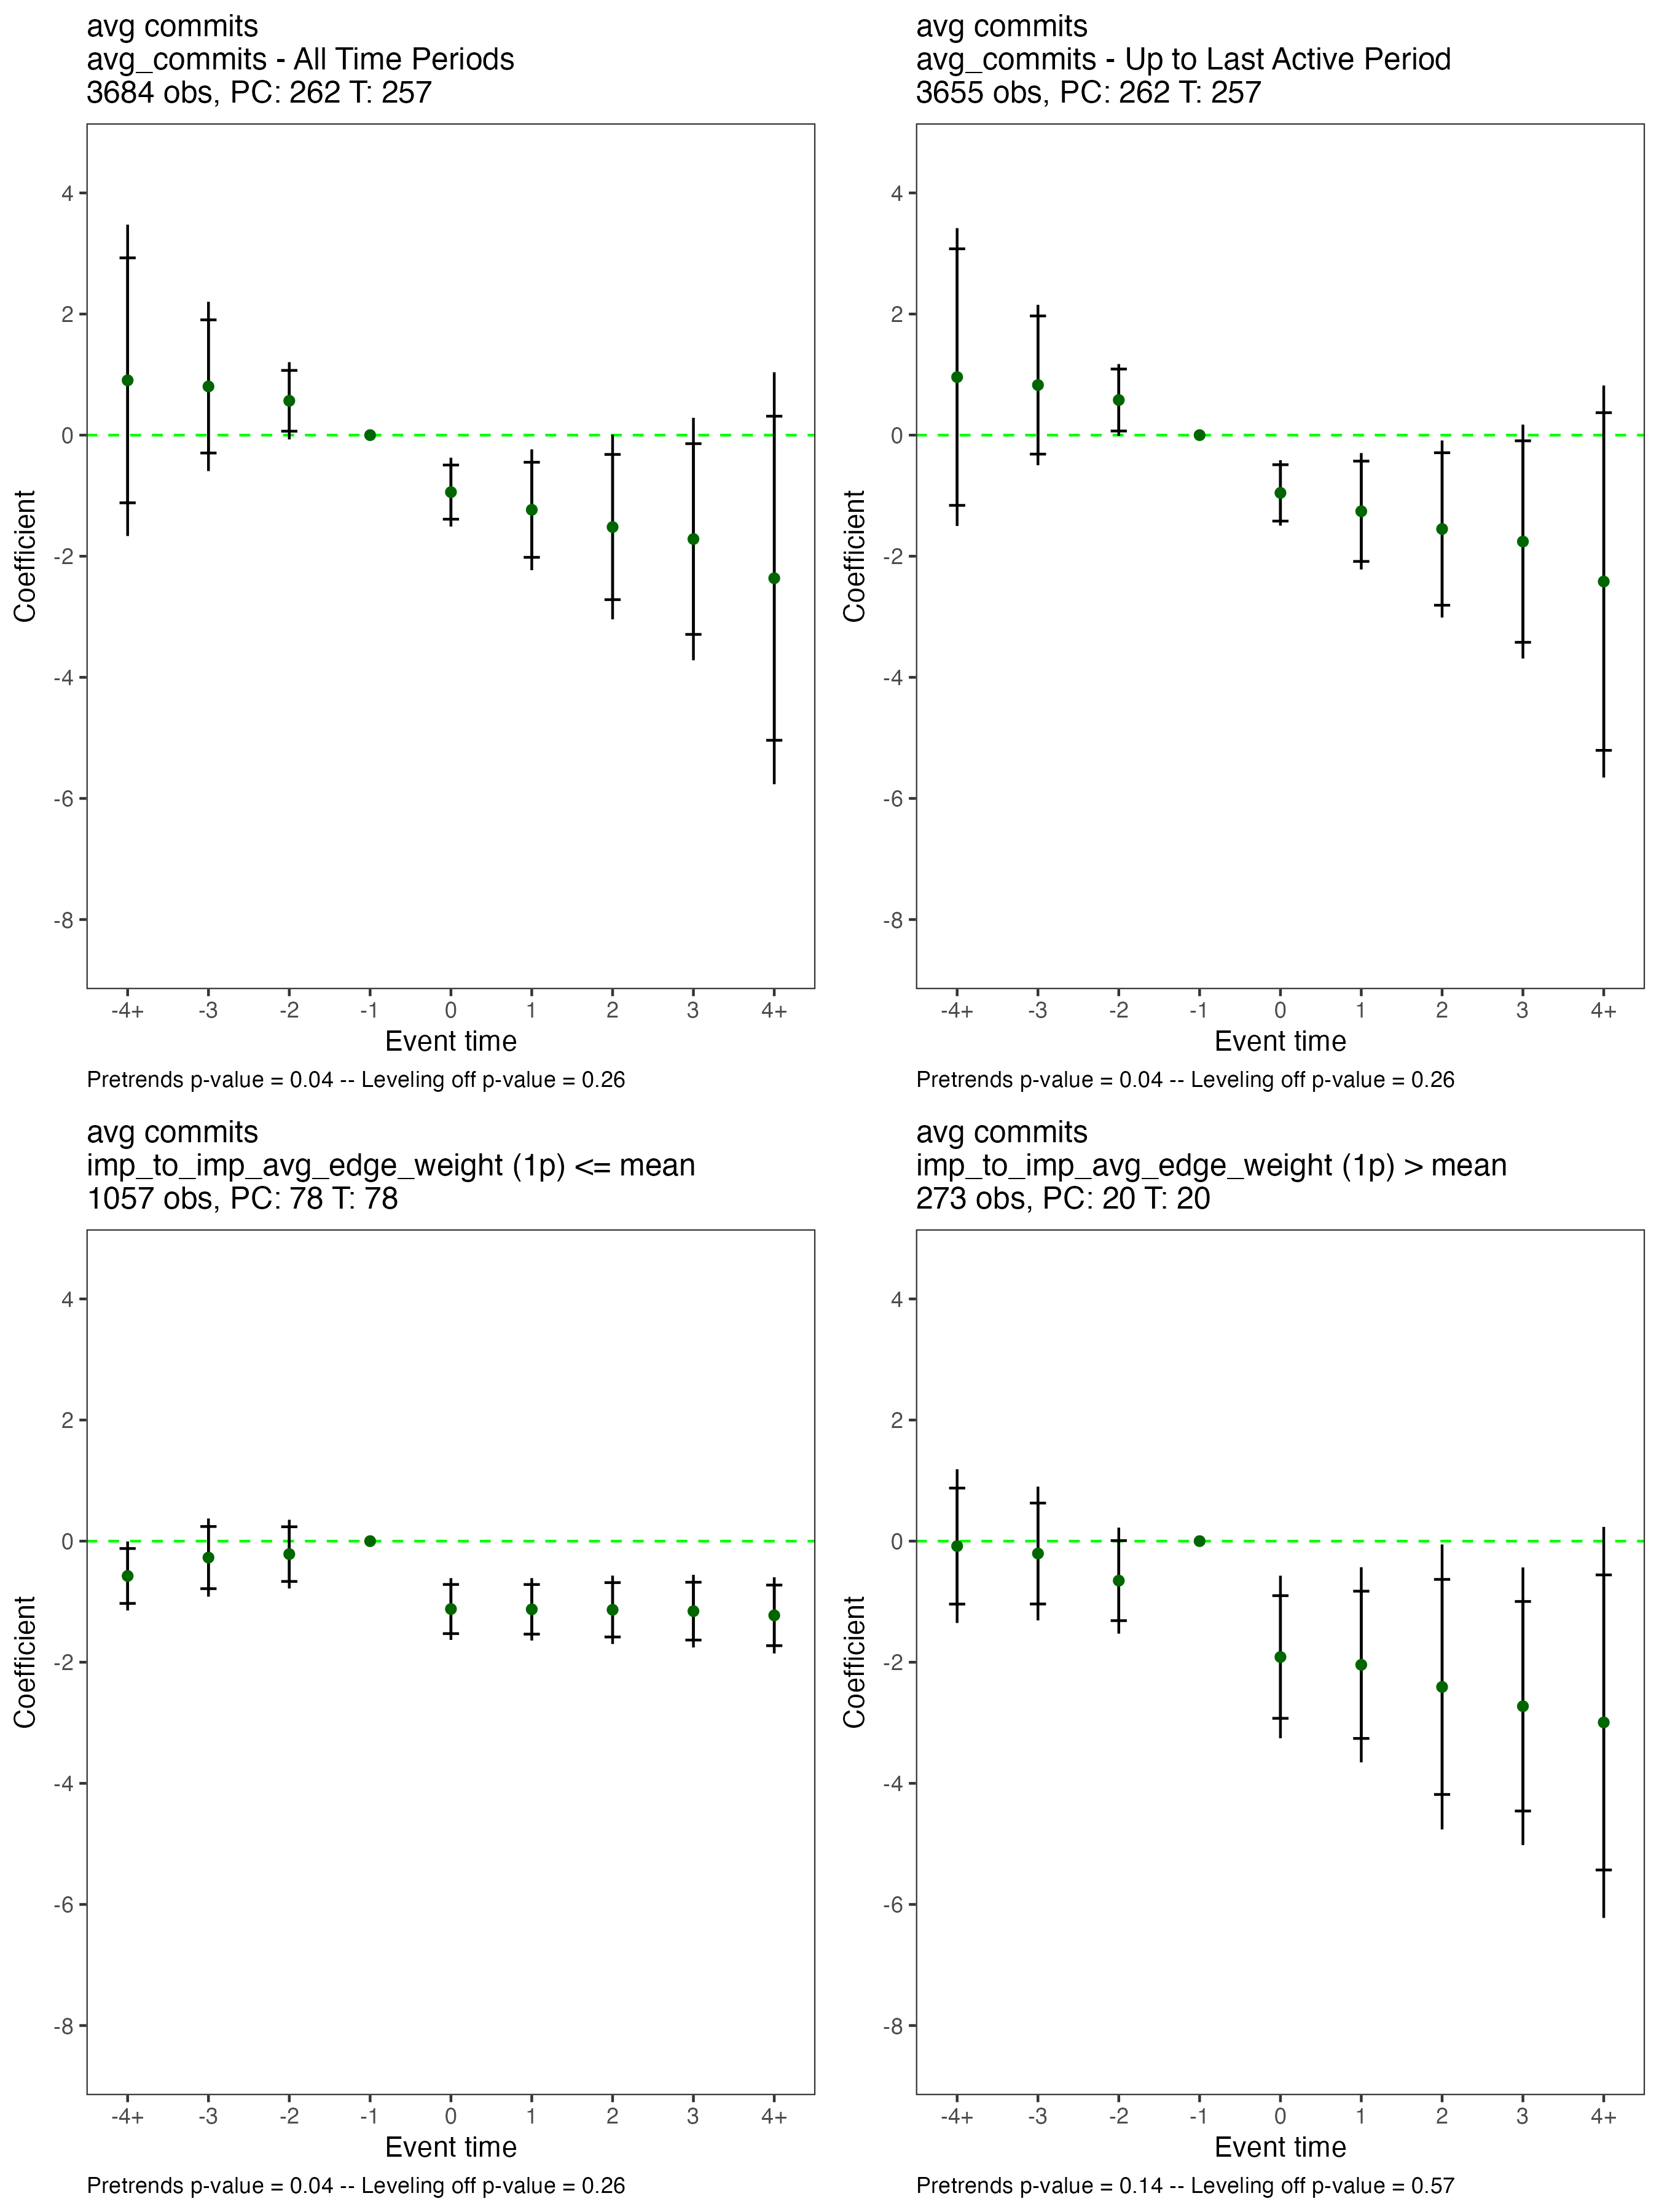 avg commits
avg_commits - All Time Periods
3684 obs, PC: 262 T: 257
4
2
0
-2
-4
-6
-8
Coefficient
-4+ -3 -2 -1 0 1 2 3 4+
Event time
Pretrends p-value = 0.04 -- Leveling off p-value = 0.26
avg commits
avg_commits - Up to Last Active Period
3655 obs, PC: 262 T: 257
4
2
0
-2
-4
-6
-8
Coefficient
-4+ -3 -2 -1 0 1 2 3 4+
Event time
Pretrends p-value = 0.04 -- Leveling off p-value = 0.26
avg commits
imp_to_imp_avg_edge_weight (1p) <= mean
1057 obs, PC: 78 T: 78
4
2
0
-2
-4
-6
-8
Coefficient
-4+ -3 -2 -1 0 1 2 3 4+
Event time
Pretrends p-value = 0.04 -- Leveling off p-value = 0.26
avg commits
imp_to_imp_avg_edge_weight (1p) > mean
273 obs, PC: 20 T: 20
4
2
0
-2
-4
-6
-8
Coefficient
-4+ -3 -2 -1 0 1 2 3 4+
Event time
Pretrends p-value = 0.14 -- Leveling off p-value = 0.57